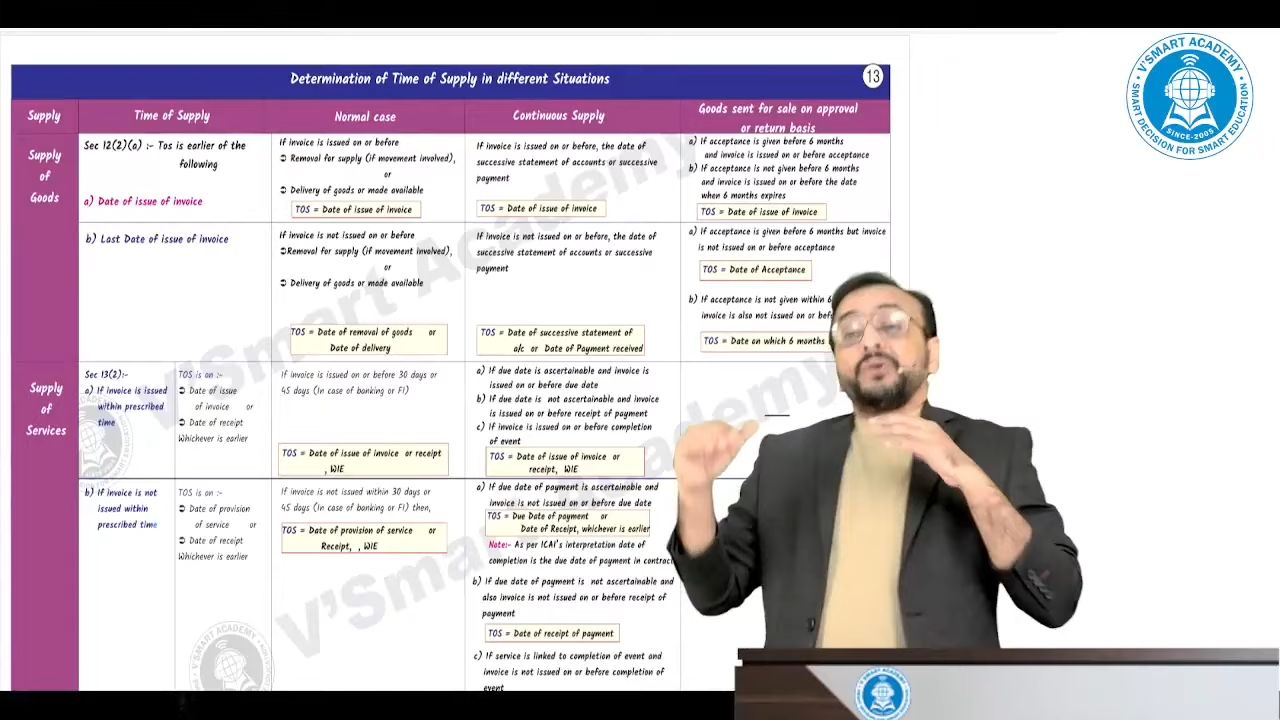 Determination of Time of Supply in different Situations
13
Supply
Time of Supply
Normal case
Continuous Supply
Goods sent for sale on approval
or return basis
Supply
of
Goods
Sec 12(2)(a) :- Tos is earlier of the
following
a) Date of issue of invoice
If invoice is issued on or before
➲ Removal for supply (if movement involved),
or
➲ Delivery of goods or made available
TOS = Date of issue of invoice
If invoice is issued on or before, the date of
successive statement of accounts or successive
payment
TOS = Date of issue of invoice
a) If acceptance is given before 6 months
and invoice is issued on or before acceptance
b) If acceptance is not given before 6 months
and invoice is issued on or before the date
when 6 months expires
TOS = Date of issue of invoice
b) Last Date of issue of invoice
If invoice is not issued on or before
➲Removal for supply (if movement involved),
or
➲ Delivery of goods or made available
TOS = Date of removal of goods or
Date of delivery
If invoice is not issued on or before, the date of
successive statement of accounts or successive
payment
TOS = Date of successive statement of
a/c or Date of Payment received
a) If acceptance is given before 6 months but invoice
is not issued on or before acceptance
TOS = Date of Acceptance
b) If acceptance is not given within 6
invoice is also not issued on or
TOS = Date on which 6 months
Supply
of
Services
Sec 13(2):-
a) If invoice is issued
within prescribed
time
TOS is on :-
➲ Date of issue
of invoice or
➲ Date of receipt
Whichever is earlier
If invoice is issued on or before 30 days or
45 days (In case of banking or FI)
TOS = Date of issue of invoice or receipt
, WIE
a) If due date is ascertainable and invoice is
issued on or before due date
b) If due date is not ascertainable and invoice
is issued on or before receipt of payment
c) If invoice is issued on or before completion
of event
TOS = Date of issue of invoice or
receipt, WIE
b) If invoice is not
issued within
prescribed time
TOS is on :-
➲ Date of provision
of service or
➲ Date of receipt
Whichever is earlier
If invoice is not issued within 30 days or
45 days (In case of banking or FI) then,
TOS = Date of provision of service or
Receipt, , WIE
a) If due date of payment is ascertainable and
invoice is not issued on or before due date
TOS = Due Date of payment or
Date of Receipt, whichever is earlier
Note:- As per ICAI's interpretation date of
completion is the due date of payment in contract
b) If due date of payment is not ascertainable and
also invoice is not issued on or before receipt of
payment
TOS = Date of receipt of payment
c) If service is linked to completion of event and
invoice is not issued on or before completion of
event
V'SMART ACADEMY
SINCE-2005
SMART DECISION FOR SMART EDUCATION
V'Smart Academy